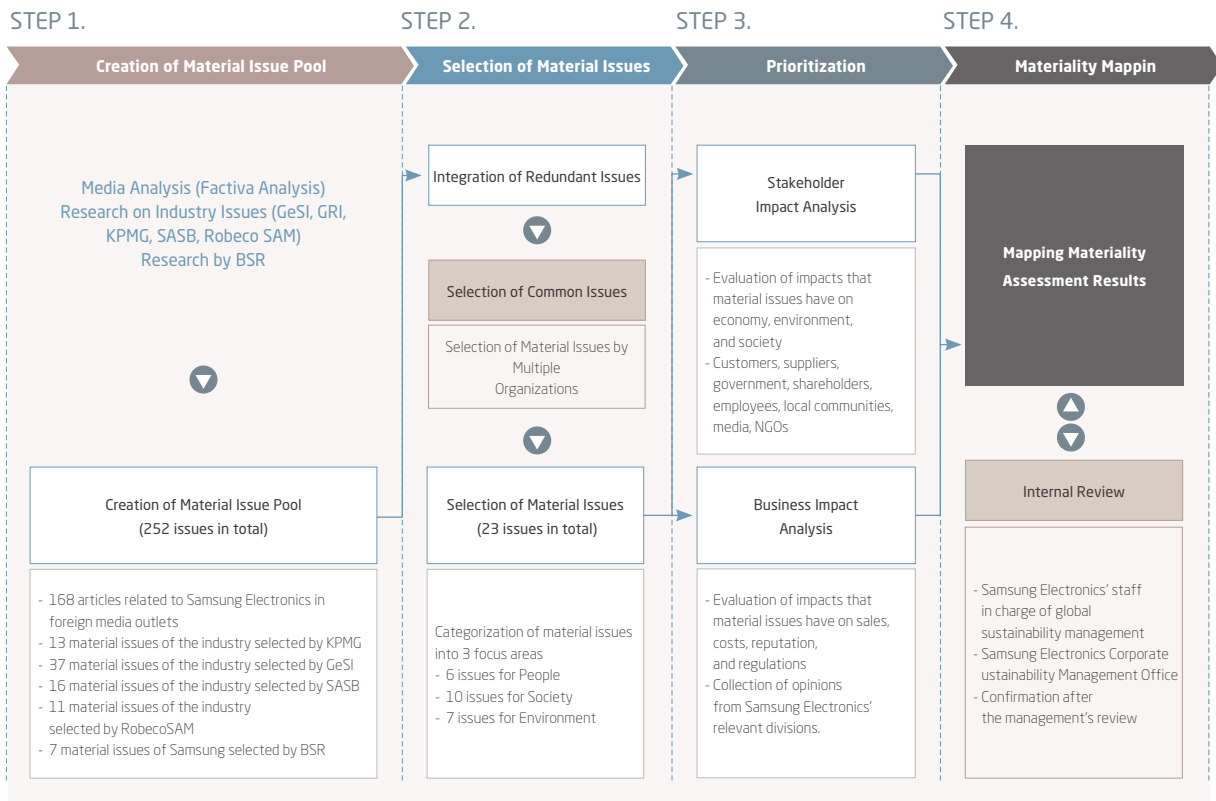 STEP 1.
Creation of Material Issue Pool
Media Analysis (Factiva Analysis)
Research on Industry Issues (GeSI, GRI,
KPMG, SASB, Robeco SAM)
Research by BSR
Creation of Material Issue Pool
(252 issues in total)
- 168 articles related to Samsung Electronics in
foreign media outlets
- 13 material issues of the industry selected by KPMG
- 37 material issues of the industry selected by GeSI
- 16 material issues of the industry selected by SASB
- 11 material issues of the industry
selected by RobecoSAM
- 7 material issues of Samsung selected by BSR
STEP 2.
Selection of Material Issues
Integration of Redundant Issues
Selection of Common Issues
Selection of Material Issues by
Multiple
Organizations
Selection of Material Issues
(23 issues in total)
Categorization of material issues
into 3 focus areas
- 6 issues for People
- 10 issues for Society
- 7 issues for Environment
STEP 3.
Prioritization
Stakeholder
Impact Analysis
- Evaluation of impacts that
material issues have on
economy, environment,
and society
- Customers, suppliers,
government, shareholders,
employees, local communities,
media, NGOs
Business Impact
Analysis
- Evaluation of impacts that
material issues have on sales,
costs, reputation,
and regulations
- Collection of opinions
from Samsung Electronics'
relevant divisions.
STEP 4.
Materiality Mappin
Mapping Materiality
Assessment Results
Internal Review
- Samsung Electronics' staff
in charge of global
sustainability management
- Samsung Electronics Corporate
ustainability Management Office
- Confirmation after
the management's review